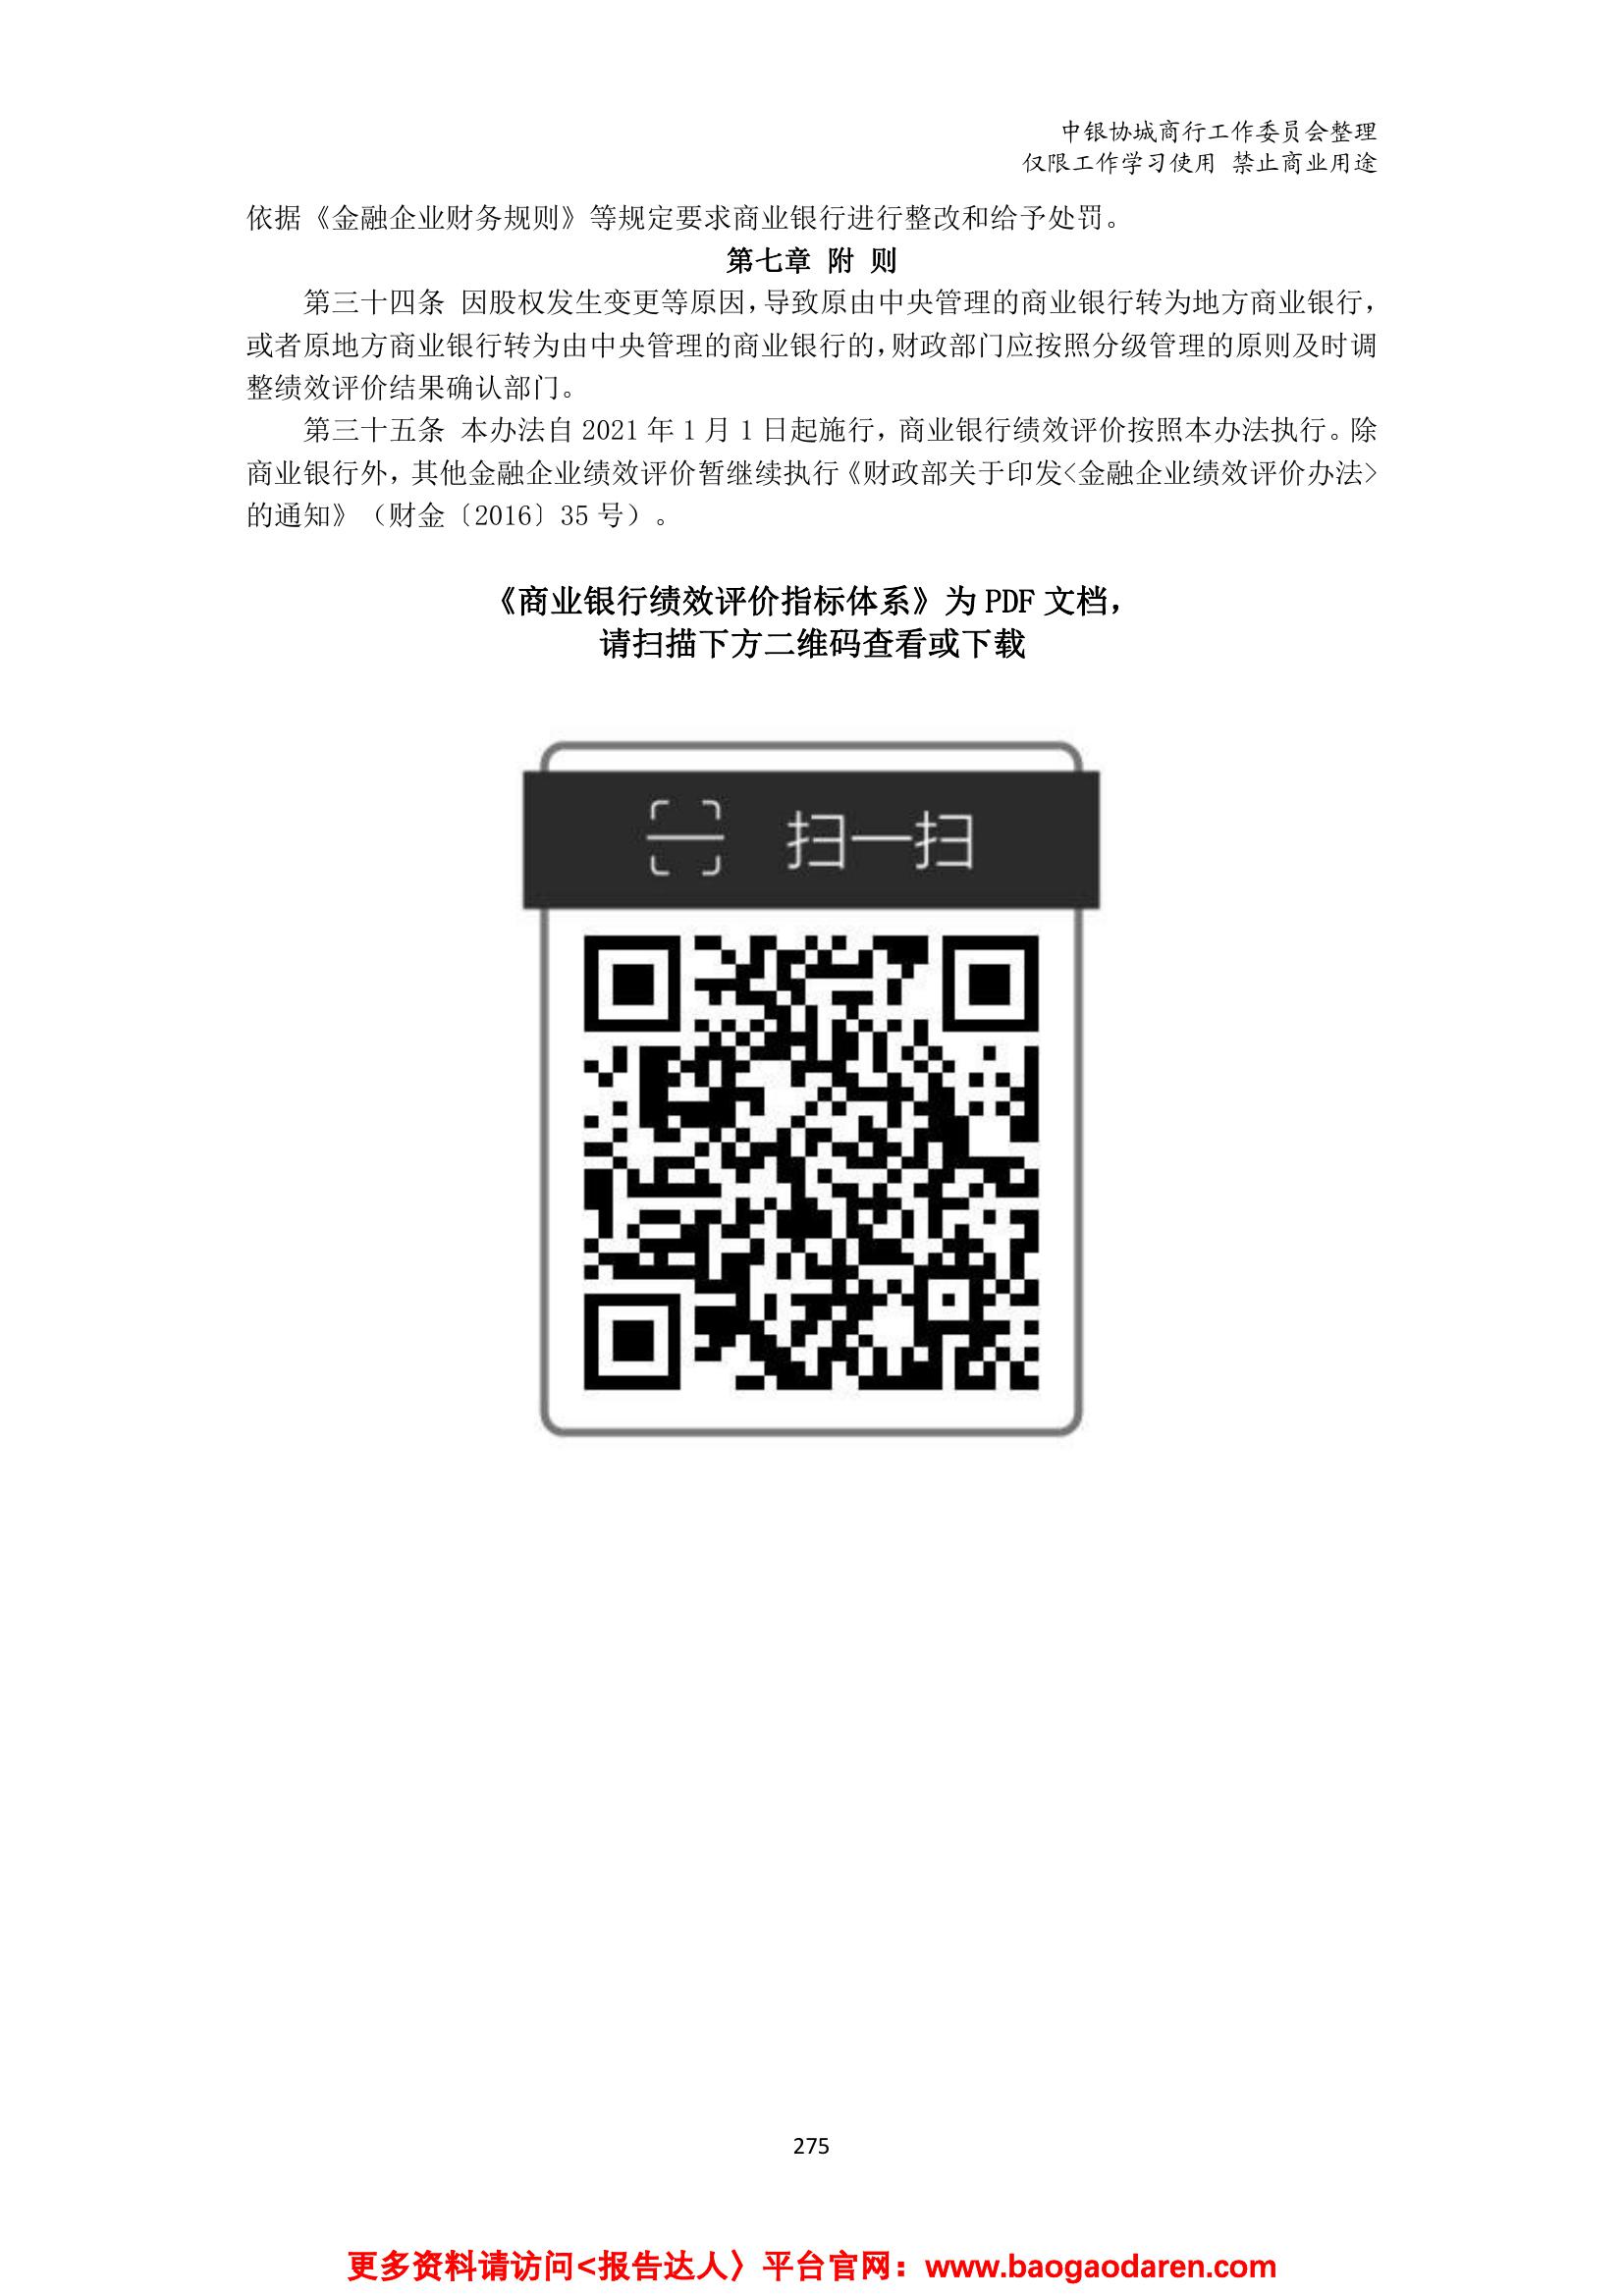 中银协城商行工作委员会整理
仅限工作学习使用 禁止商业用途
依据《金融企业财务规则》等规定要求商业银行进行整改和给予处罚。
第七章 附 则
第三十四条 因股权发生变更等原因，导致原由中央管理的商业银行转为地方商业银行，
或者原地方商业银行转为由中央管理的商业银行的，财政部门应按照分级管理的原则及时调
整绩效评价结果确认部门。
第三十五条 本办法自 2021 年 1 月 1 日起施行，商业银行绩效评价按照本办法执行。除
商业银行外，其他金融企业绩效评价暂继续执行《财政部关于印发<金融企业绩效评价办法>
的通知》（财金〔2016〕35 号）。
《商业银行绩效评价指标体系》为 PDF 文档，
请扫描下方二维码查看或下载
扫一扫
275
更多资料请访问<报告达人〉平台官网：www.baogaodaren.com